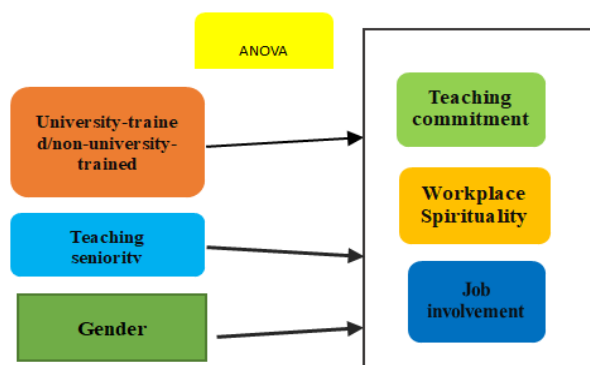 ANOVA
University-traine
d/non-university-
trained
Teaching
seniority
Gender
Teaching
commitment
Workplace
Spirituality
Job
involvement